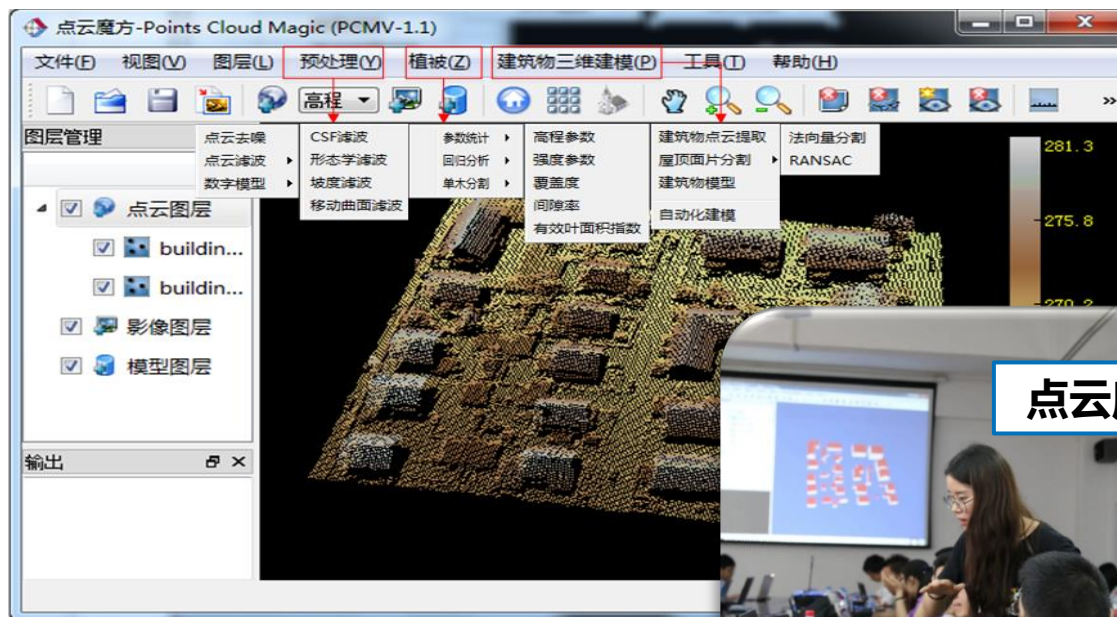 点云魔方-Points Cloud Magic (PCMV-1.1)
文件(F) 视图(V) 图层(L) 预处理(Y) 植被(Z) 建筑物三维建模(P) 工具(T) 帮助(H)
高程
图层管理
点云去噪
点云滤波
数字模型
CSF滤波
形态学滤波
坡度滤波
移动曲面滤波
参数统计
回归分析
单木分割
高程参数
强度参数
覆盖度
间隙率
有效叶面积指数
建筑物点云提取
屋顶面片分割
建筑物模型
自动化建模
法向量分割
RANSAC
281.3
275.8
270.2
点云图层
buildin...
buildin...
影像图层
模型图层
输出
点云